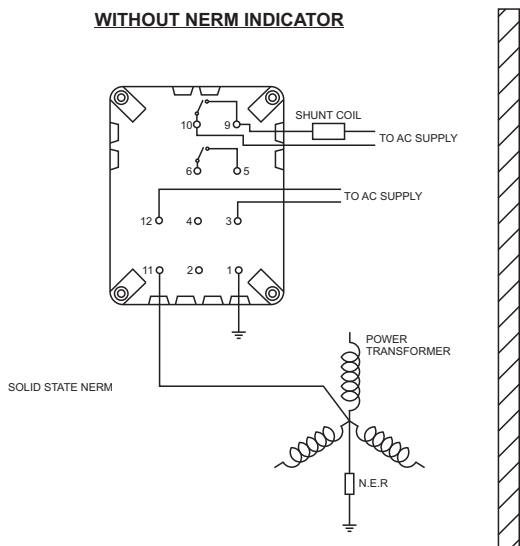 WITHOUT NERM INDICATOR
SHUNT COIL
10 9
TO AC SUPPLY
6 5
TO AC SUPPLY
12 4 3
11 2 1
POWER
TRANSFORMER
SOLID STATE NERM
N.E.R